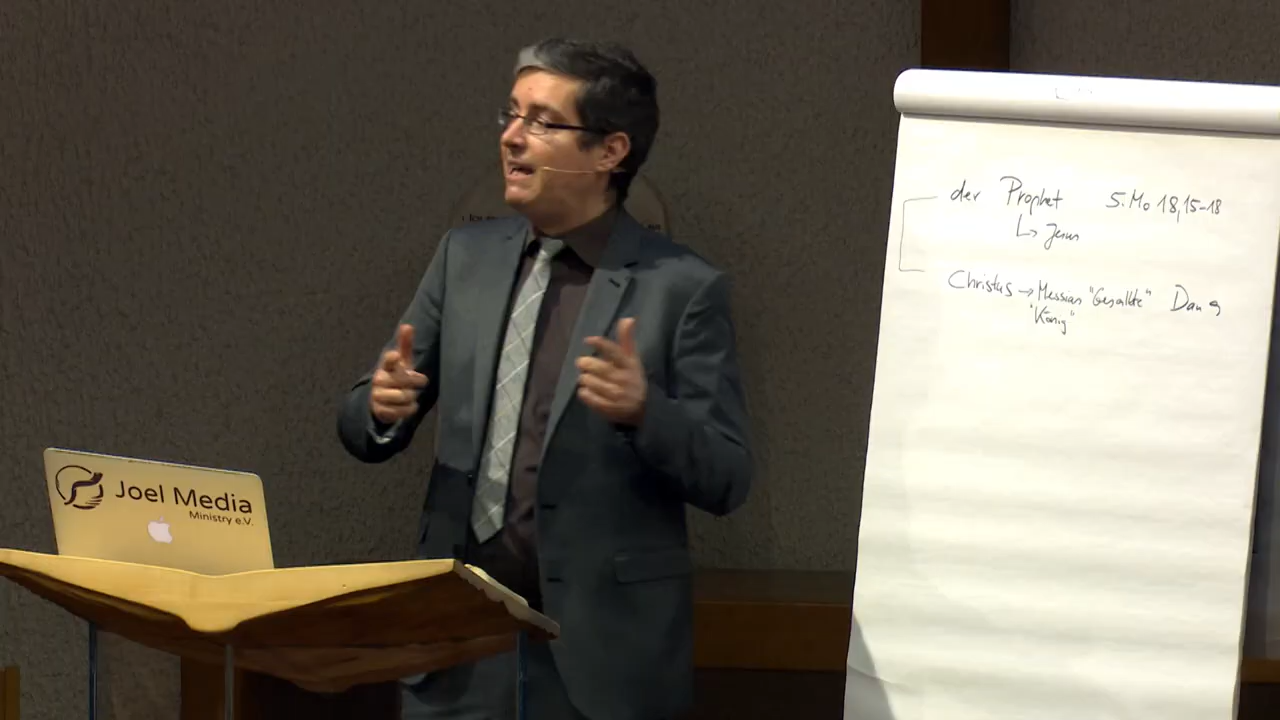 der Prophet 5. Mo 18,15-18
↳ Jesus
Christus → Messias "Gesalbte" Dan 9
"König"
Joel Media
Ministry e.V.